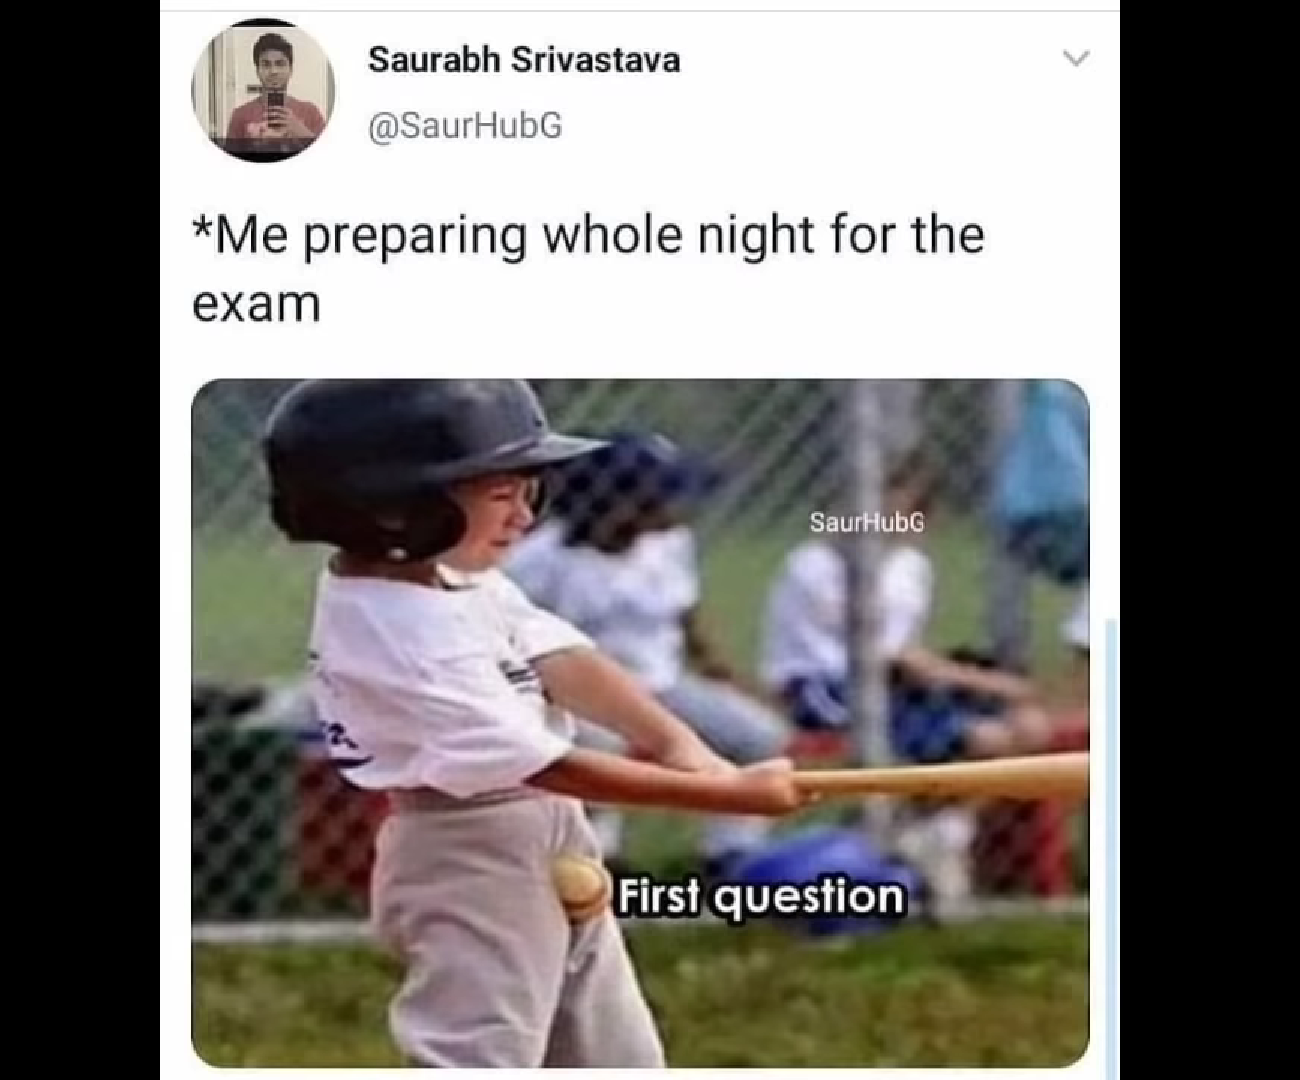 Saurabh Srivastava
@SaurHubG
*Me preparing whole night for the
exam
SaurHubG
First question